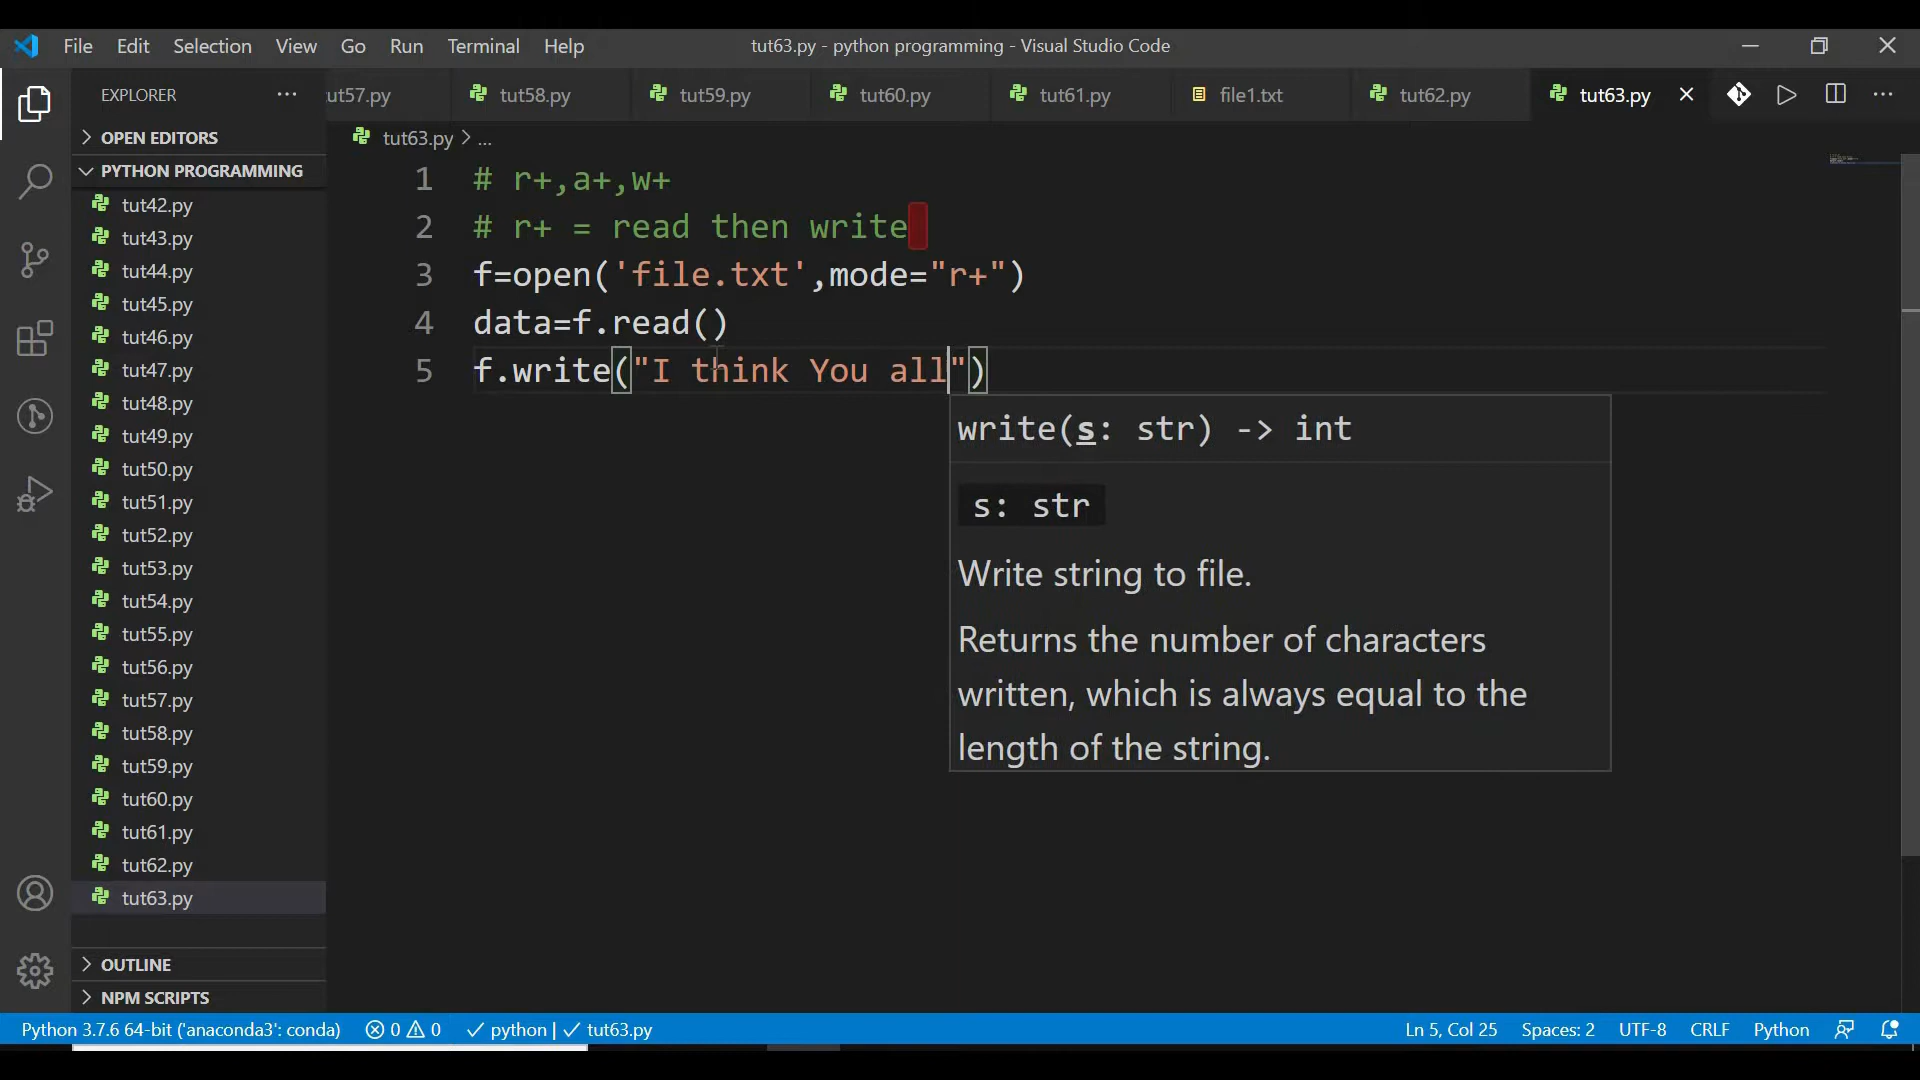 File Edit Selection View Go Run Terminal Help
tut63.py - python programming - Visual Studio Code
EXPLORER
ut57.py tut58.py tut59.py tut60.py tut61.py file1.txt tut62.py tut63.py
OPEN EDITORS
tut63.py > ...
PYTHON PROGRAMMING
tut42.py
tut43.py
tut44.py
tut45.py
tut46.py
tut47.py
tut48.py
tut49.py
tut50.py
tut51.py
tut52.py
tut53.py
tut54.py
tut55.py
tut56.py
tut57.py
tut58.py
tut59.py
tut60.py
tut61.py
tut62.py
tut63.py
OUTLINE
NPM SCRIPTS
1 # r+,a+,w+
2 # r+ = read then write
3 f=open('file.txt',mode="r+")
4 data=f.read()
5 f.write("I think You all")
write(s: str) -> int
s: str
Write string to file.
Returns the number of characters
written, which is always equal to the
length of the string.
Python 3.7.6 64-bit ('anaconda3': conda) 0 0 python | tut63.py Ln 5, Col 25 Spaces: 2 UTF-8 CRLF Python